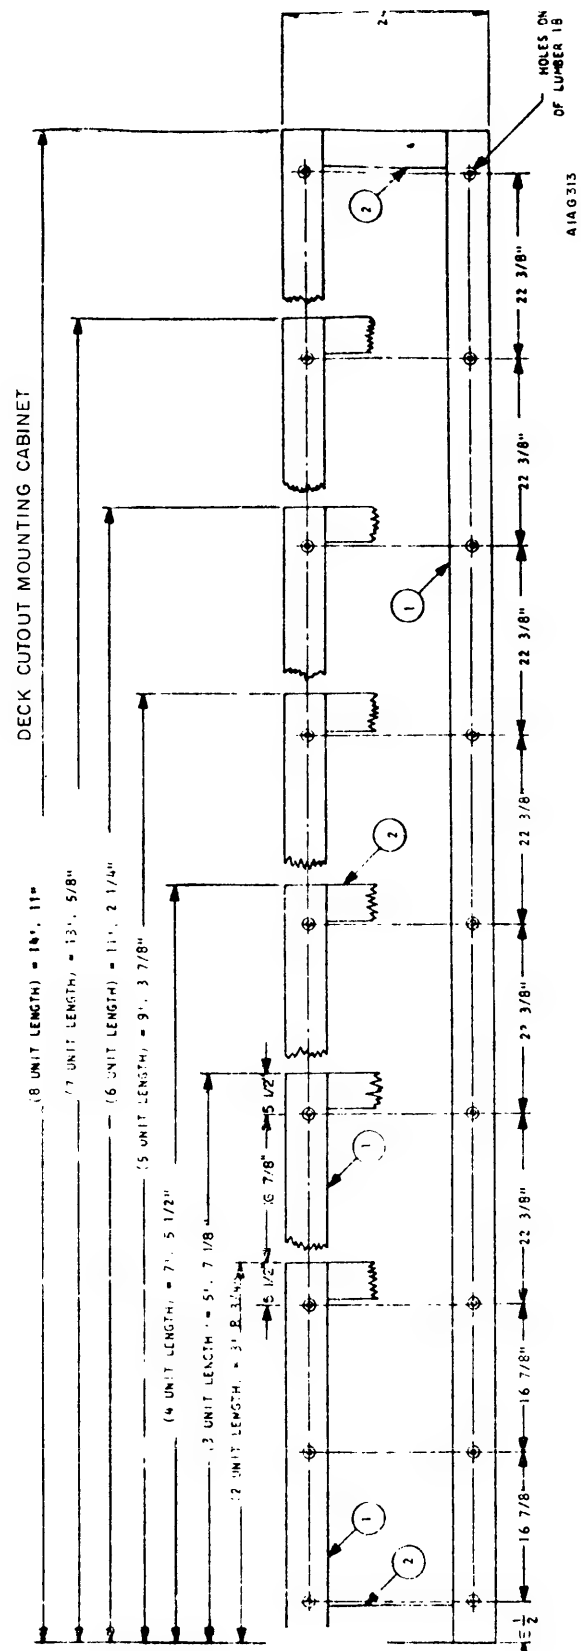 DECK CUTOUT MOUNTING CABINET
(8 UNIT LENGTH) = 14', 11"
(7 UNIT LENGTH) = 13', 5/8"
(6 UNIT LENGTH) = 11', 2 1/4"
(5 UNIT LENGTH) = 9', 3 7/8"
(4 UNIT LENGTH) = 7', 5 1/2"
(3 UNIT LENGTH) = 5', 7 1/8"
(2 UNIT LENGTH) = 3'
5 1/2"
16 7/8"
5 1/2"
1
2
1
2
1
2
2
HOLES ON
OF LUMBER 18
16 7/8"
16 7/8"
22 3/8"
22 3/8"
22 3/8"
22 3/8"
22 3/8"
22 3/8"
A1AG313